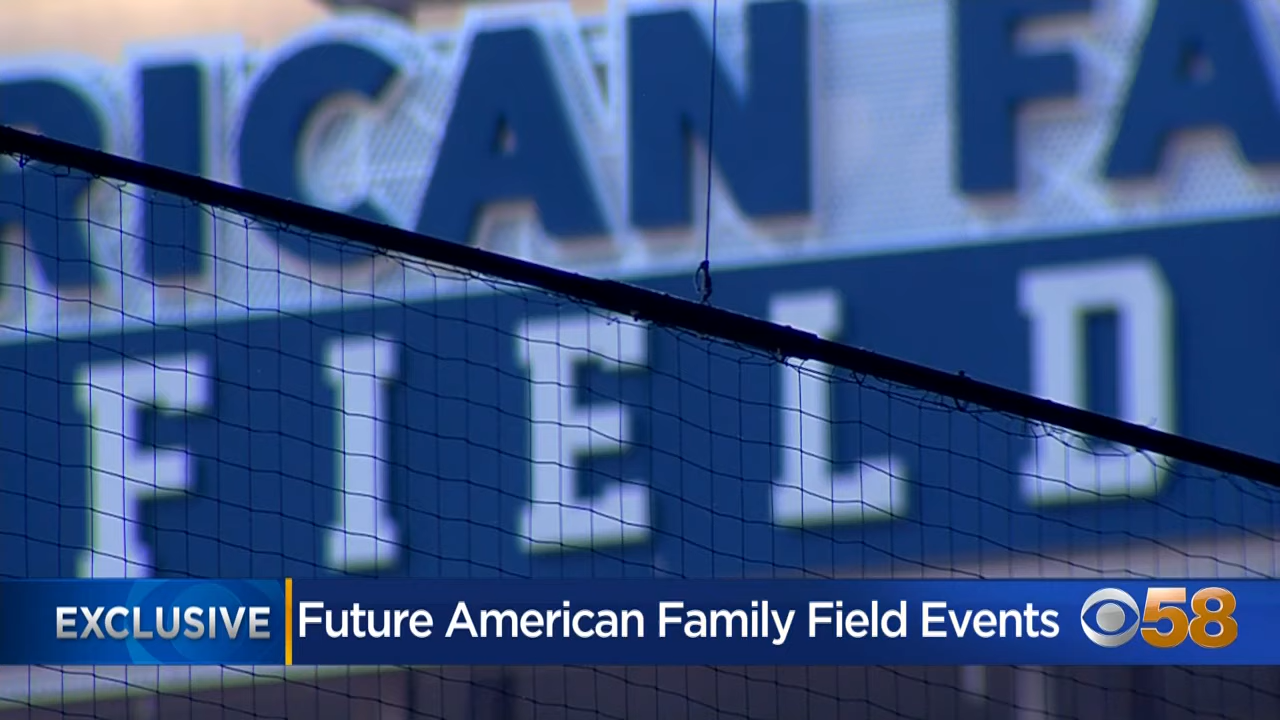 RICAN FA
FIELD
EXCLUSIVE
Future American Family Field Events
58